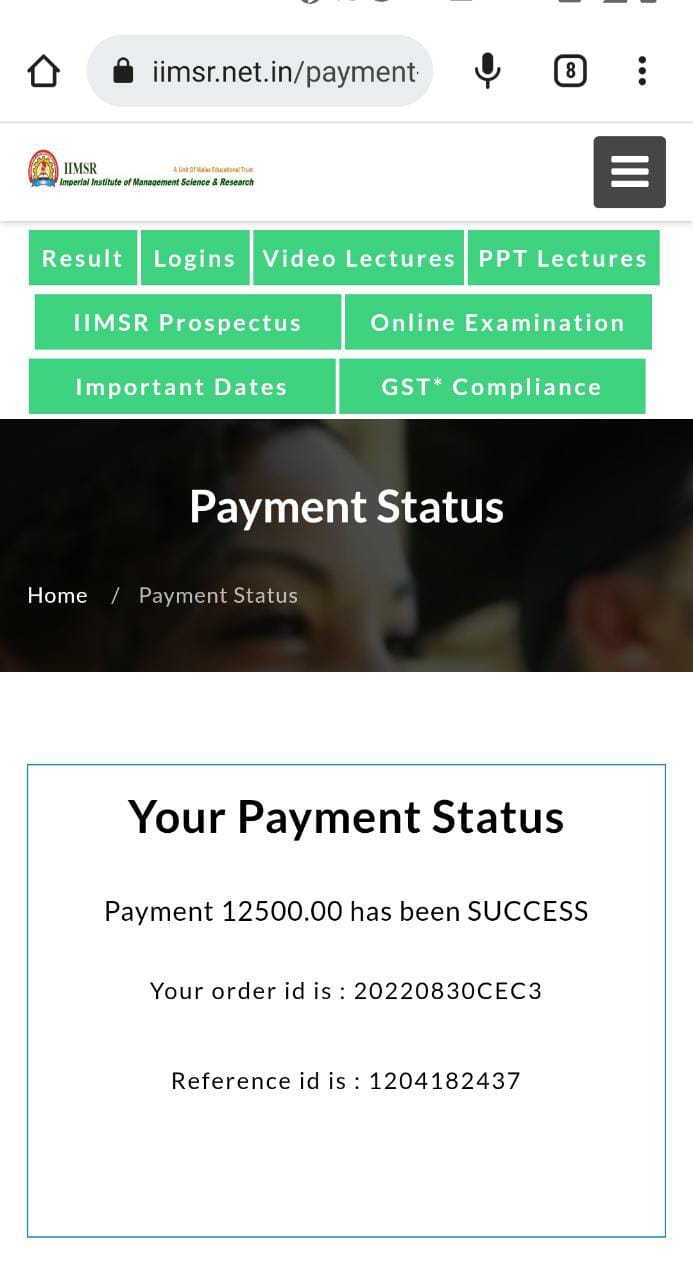 iimsr.net.in/payment
8
IIMSR
A Unit Of Wales Educational Trust
Imperial Institute of Management Science & Research
Result Logins Video Lectures PPT Lectures
IIMSR Prospectus Online Examination
Important Dates GST* Compliance
Payment Status
Home / Payment Status
Your Payment Status
Payment 12500.00 has been SUCCESS
Your order id is : 20220830CEC3
Reference id is : 1204182437